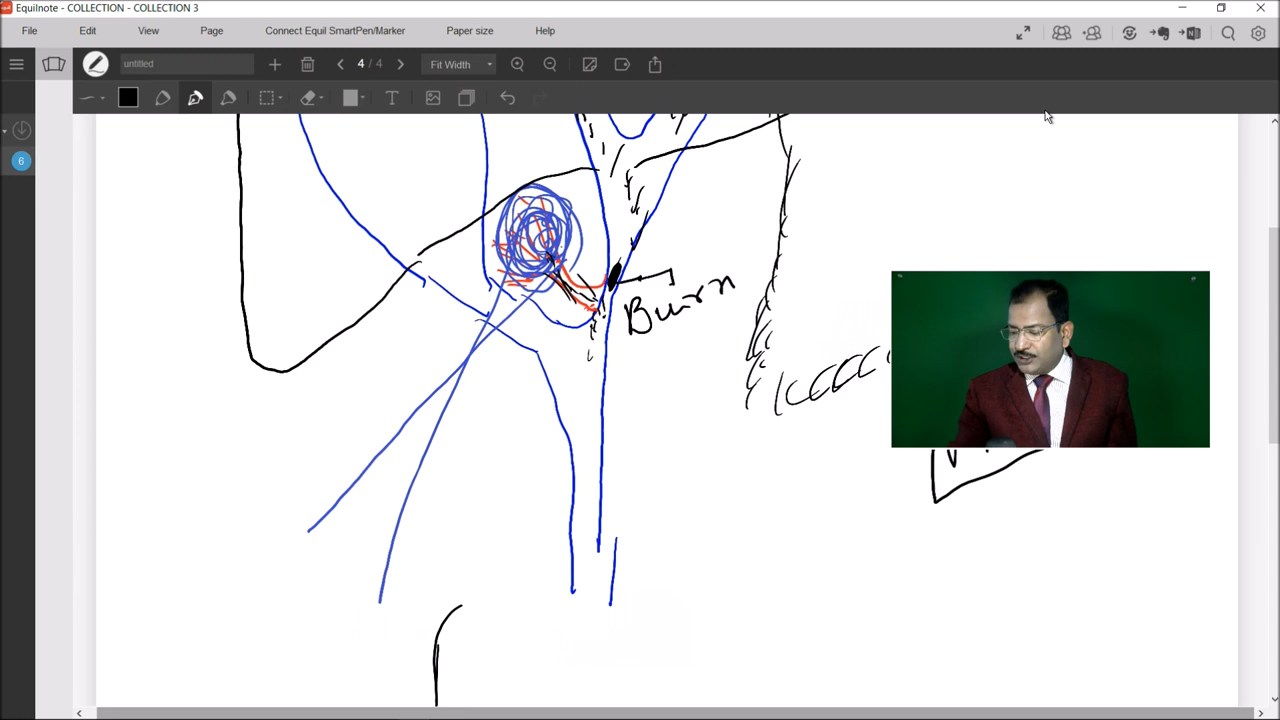 Equilnote - COLLECTION - COLLECTION 3
File Edit View Page Connect Equil SmartPen/Marker Paper size Help
untitled 4 / 4 Fit Width
6
Burn